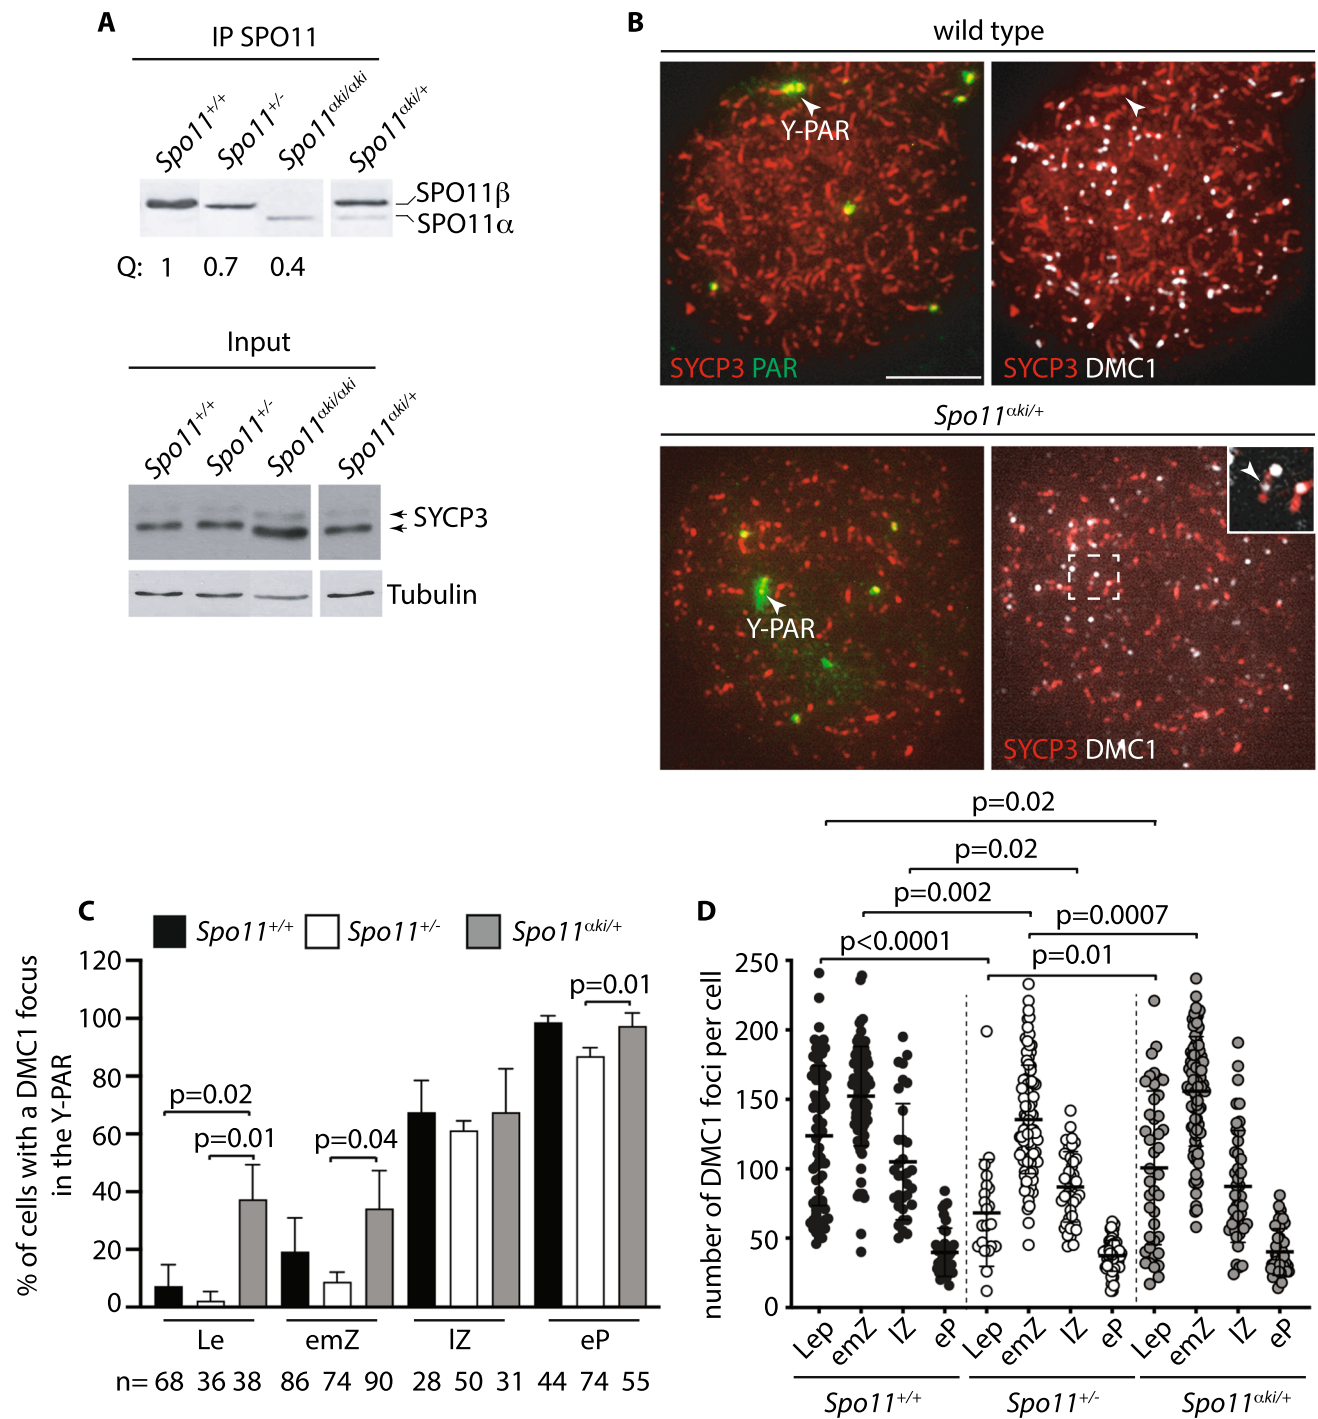 A
IP SPO11
Spo11+/+ Spo11+/- Spo11αki/αki Spo11αki/+
SPO11β
SPO11α
Q: 1 0.7 0.4
Input
Spo11+/+ Spo11+/- Spo11αki/αki Spo11αki/+
SYCP3
Tubulin
B
wild type
Y-PAR
SYCP3 PAR
SYCP3 DMC1
Spo11αki/+
Y-PAR
SYCP3 DMC1
C
Spo11+/+ Spo11+/- Spo11αki/+
% of cells with a DMC1 focus
in the Y-PAR
120
100
80
60
40
20
0
p=0.02
p=0.01
p=0.04
p=0.01
Le emZ lZ eP
n= 68 36 38 86 74 90 28 50 31 44 74 55
D
p=0.02
p=0.02
p=0.002
p=0.0007
p<0.0001
p=0.01
number of DMC1 foci per cell
250
200
150
100
50
0
Lep emZ lZ eP Lep emZ lZ eP Lep emZ lZ eP
Spo11+/+ Spo11+/- Spo11αki/+